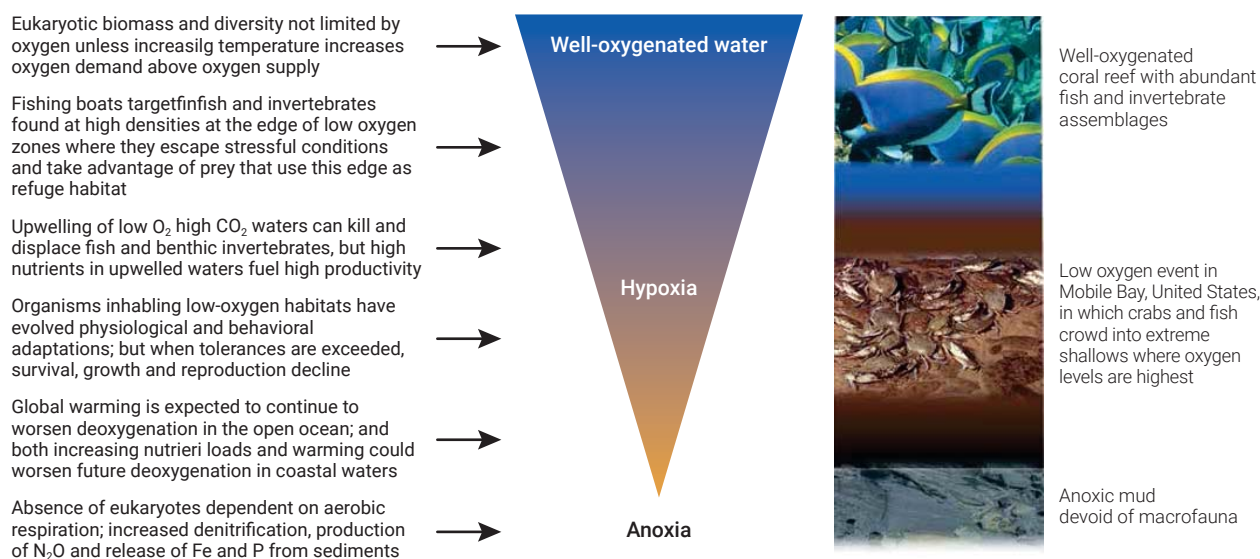 Eukaryotic biomass and diversity not limited by
oxygen unless increasilg temperature increases
oxygen demand above oxygen supply
Fishing boats targetfinfish and invertebrates
found at high densities at the edge of low oxygen
zones where they escape stressful conditions
and take advantage of prey that use this edge as
refuge habitat
Upwelling of low O₂ high CO₂ waters can kill and
displace fish and benthic invertebrates, but high
nutrients in upwelled waters fuel high productivity
Organisms inhabling low-oxygen habitats have
evolved physiological and behavioral
adaptations; but when tolerances are exceeded,
survival, growth and reproduction decline
Global warming is expected to continue to
worsen deoxygenation in the open ocean; and
both increasing nutrieri loads and warming could
worsen future deoxygenation in coastal waters
Absence of eukaryotes dependent on aerobic
respiration; increased denitrification, production
of N₂O and release of Fe and P from sediments
Well-oxygenated water
Hypoxia
Anoxia
Well-oxygenated
coral reef with abundant
fish and invertebrate
assemblages
Low oxygen event in
Mobile Bay, United States,
in which crabs and fish
crowd into extreme
shallows where oxygen
levels are highest
Anoxic mud
devoid of macrofauna